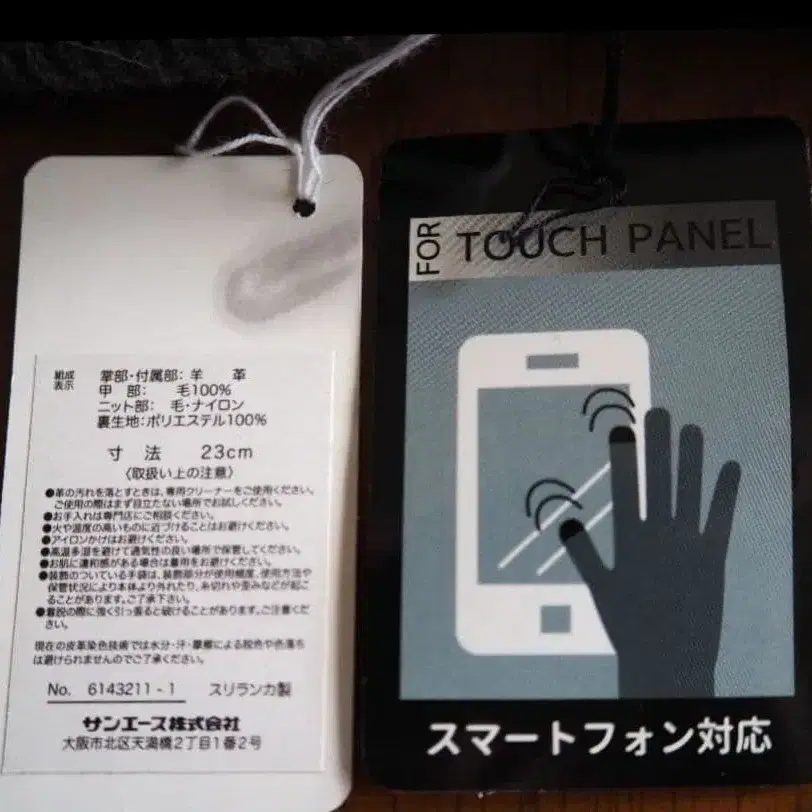 組成
表示
掌部・付属部：羊　革
甲　部：　毛100%
ニット部：　毛・ナイロン
裏生地：ポリエステル100%
寸　法　23cm
〈取扱い上の注意〉
●革の汚れを落とすときは、専用クリーナーをご使用ください。
ご使用の際はまず目立たない場所でお試しください。
●お手入れは専門店にご相談ください。
●火や温度の高いものに近づけることはお避けください。
●アイロンかけはお避けください。
●高温多湿を避けて通気性の良い場所で保管してください。
●お肌に違和感がある場合は着用をお避けください。
●装飾のついている手袋は、装飾部分が使用頻度、使用方法や
保管状況により本体より外れたり、糸切れや歪みなどが起こ
ることがあります。ご了承下さい。
●着脱の際に強く引っ張ると破けることがあります。ご注意くだ
さい。
現在の皮革染色技術では水分・汗・摩擦による脱色や色落ち
は避けられませんのでご了承ください。
No. 6143211-1　スリランカ製
サンエース株式会社
大阪市北区天満橋2丁目1番2号
FOR TOUCH PANEL
スマートフォン対応